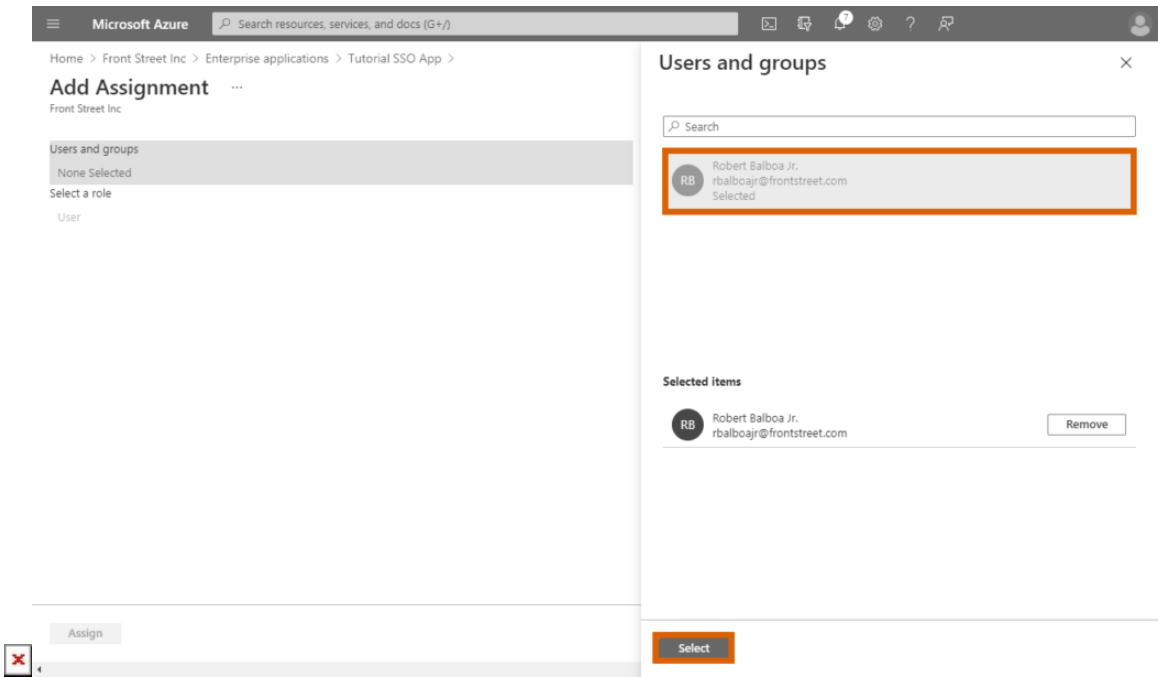 Microsoft Azure
Search resources, services, and docs (G+/)
7
Home > Front Street Inc > Enterprise applications > Tutorial SSO App >
Add Assignment ...
Front Street Inc
Users and groups
None Selected
Select a role
User
Assign
Users and groups
Search
RB
Robert Balboa Jr.
rbalboajr@frontstreet.com
Selected
Selected items
RB
Robert Balboa Jr.
rbalboajr@frontstreet.com
Remove
Select